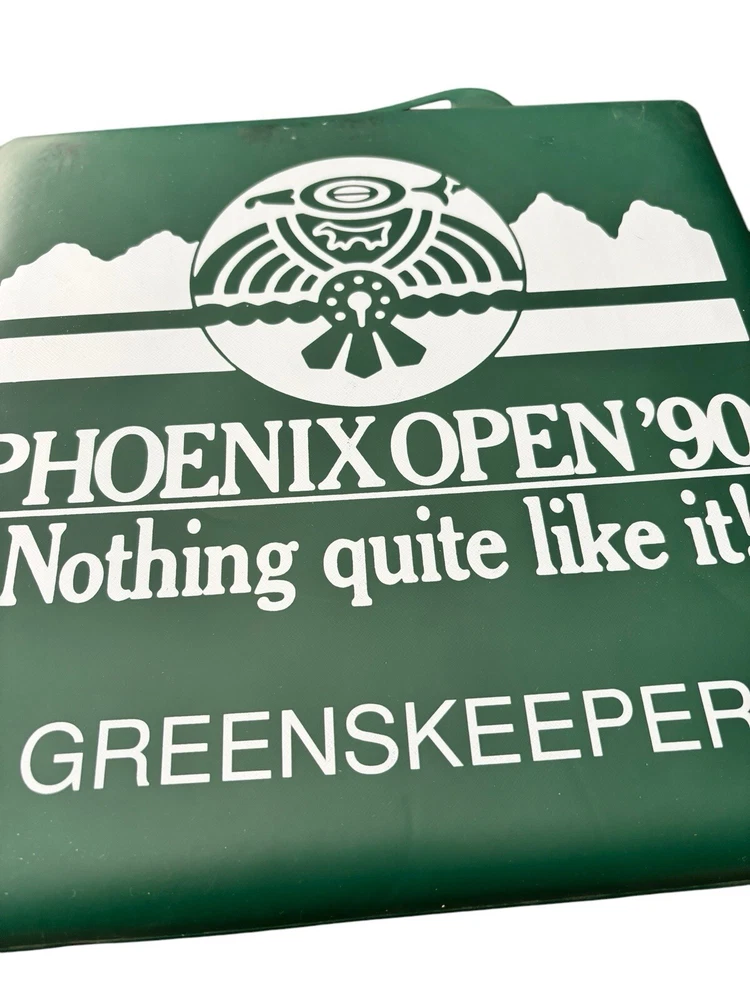 PHOENIX OPEN '90
Nothing quite like it!
GREENSKEEPER